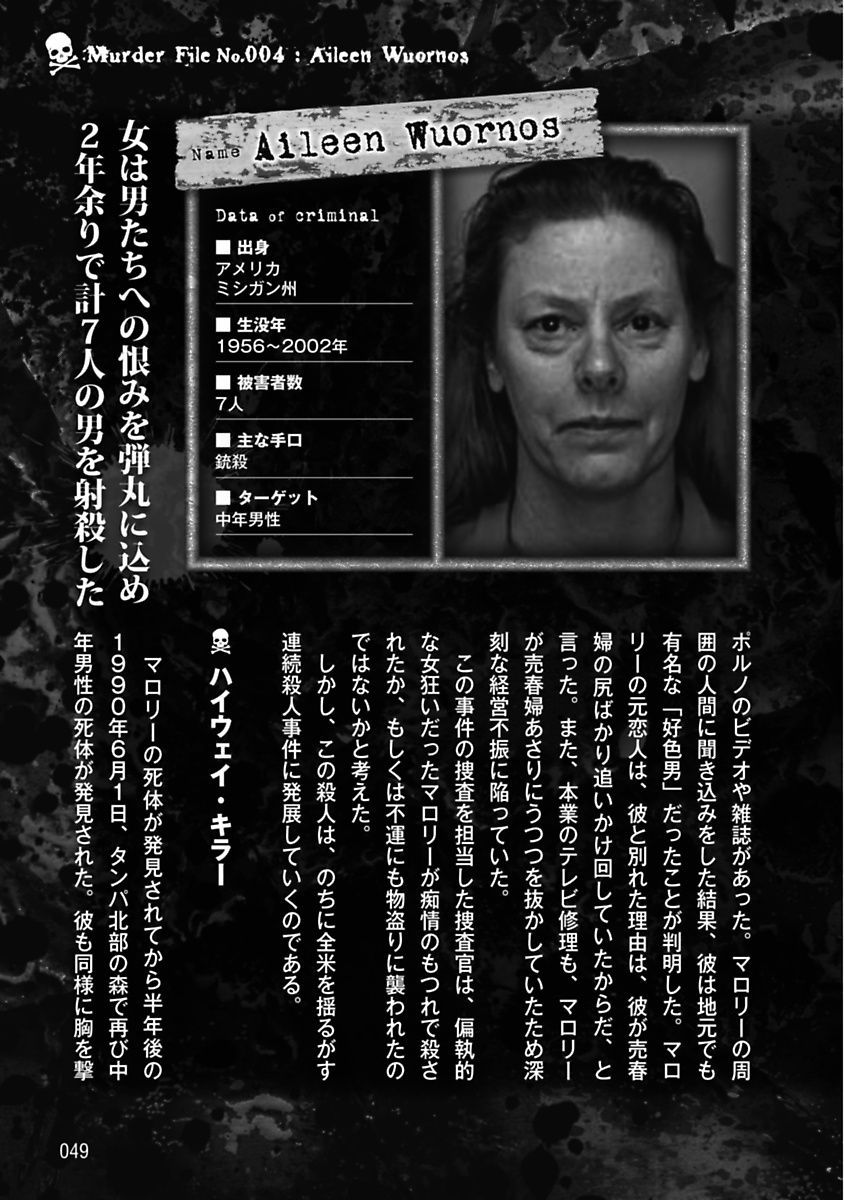 Murder File No.004 : Aileen Wuornos
Name Aileen Wuornos
Data of criminal
■ 出身
アメリカ
ミシガン州
■ 生没年
1956～2002年
■ 被害者数
7人
■ 主な手口
銃殺
■ ターゲット
中年男性
女は男たちへの恨みを弾丸に込め
2年余りで計7人の男を射殺した
ポルノのビデオや雑誌があった。マロリーの周
囲の人間に聞き込みをした結果、彼は地元でも
有名な「好色男」だったことが判明した。マロ
リーの元恋人は、彼と別れた理由は、彼が売春
婦の尻ばかり追いかけ回していたからだ、と
言った。また、本業のテレビ修理も、マロリー
が売春婦あさりにうつつを抜かしていたため深
刻な経営不振に陥っていた。
この事件の捜査を担当した捜査官は、偏執的
な女狂いだったマロリーが痴情のもつれで殺さ
れたか、もしくは不運にも物盗りに襲われたの
ではないかと考えた。
しかし、この殺人は、のちに全米を揺るがす
連続殺人事件に発展していくのである。
ハイウェイ・キラー
マロリーの死体が発見されてから半年後の
1990年6月1日、タンパ北部の森で再び中
年男性の死体が発見された。彼も同様に胸を撃
049